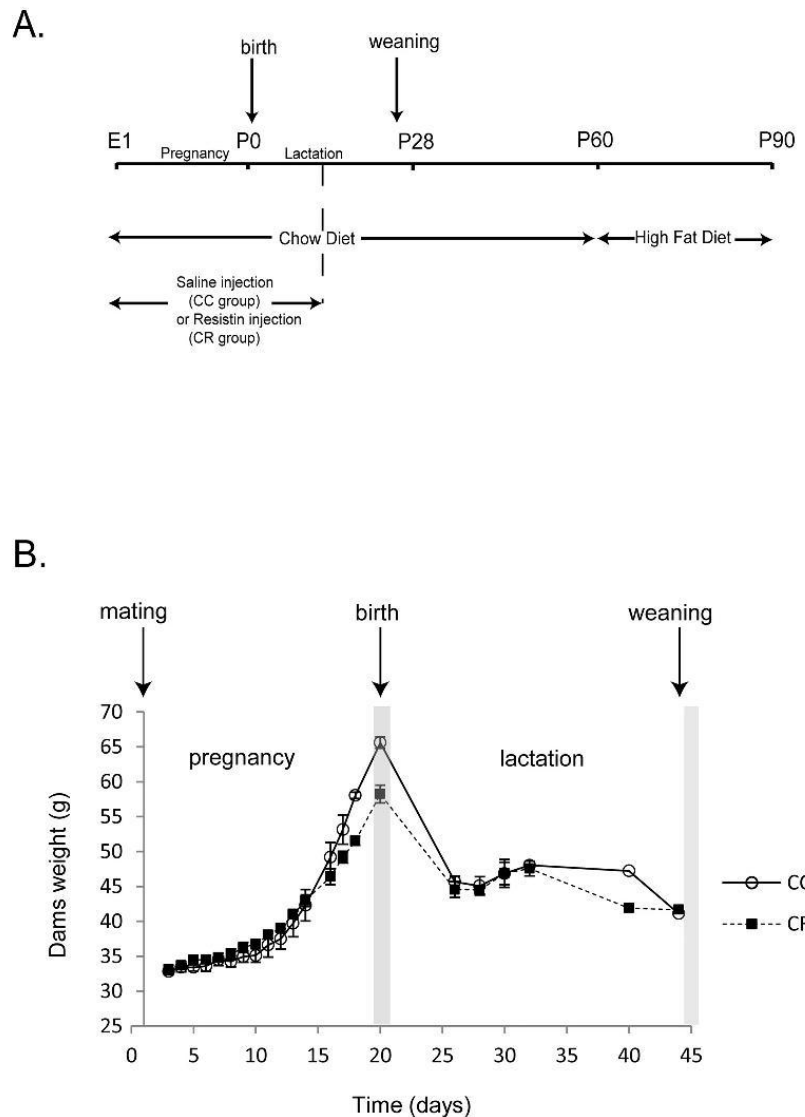 A.
birth
weaning
E1
P0
P28
P60
P90
Pregnancy
Lactation
Chow Diet
High Fat Diet
Saline injection
(CC group)
or Resistin injection
(CR group)
B.
mating
birth
weaning
70
65
60
55
50
45
40
35
30
25
pregnancy
lactation
Dams weight (g)
CC
0
5
10
15
20
25
30
35
40
45
Time (days)